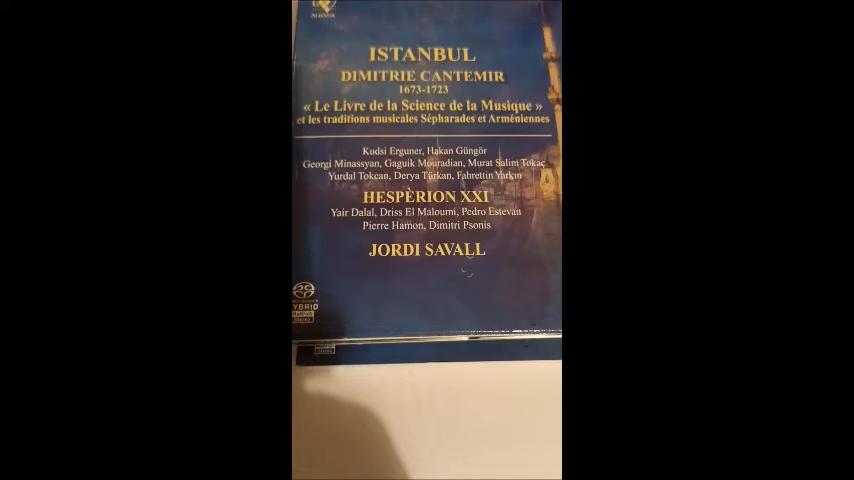 ALIAVOX
ISTANBUL
DIMITRIE CANTEMIR
1673-1723
« Le Livre de la Science de la Musique »
et les traditions musicales Sépharades et Arméniennes
Kudsi Erguner, Hakan Güngör
Georgi Minassyan, Gaguik Mouradian, Murat Salim Tokaç
Yurdal Tokcan, Derya Türkan, Fahrettin Yarkın
HESPÈRION XXI
Yair Dalal, Driss El Maloumi, Pedro Estevan
Pierre Hamon, Dimitri Psonis
JORDI SAVALL